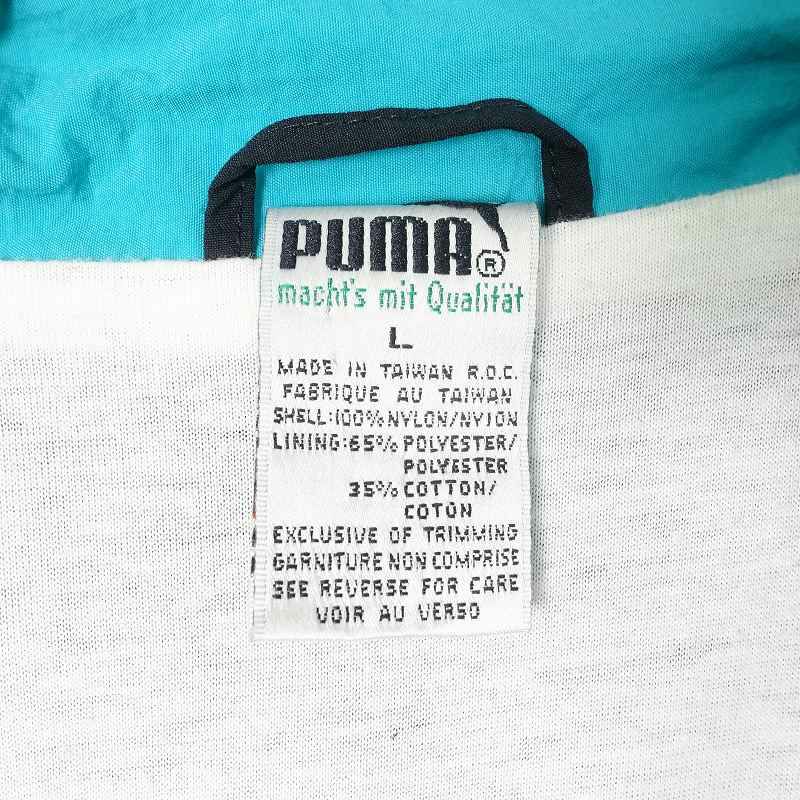 PUMA®
macht's mit Qualität
L
MADE IN TAIWAN R.O.C.
FABRIQUE AU TAIWAN
SHELL:100% NYLON/NYLON
LINING:65% POLYESTER/
POLYESTER
35% COTTON/
COTON
EXCLUSIVE OF TRIMMING
GARNITURE NON COMPRISE
SEE REVERSE FOR CARE
VOIR AU VERSO